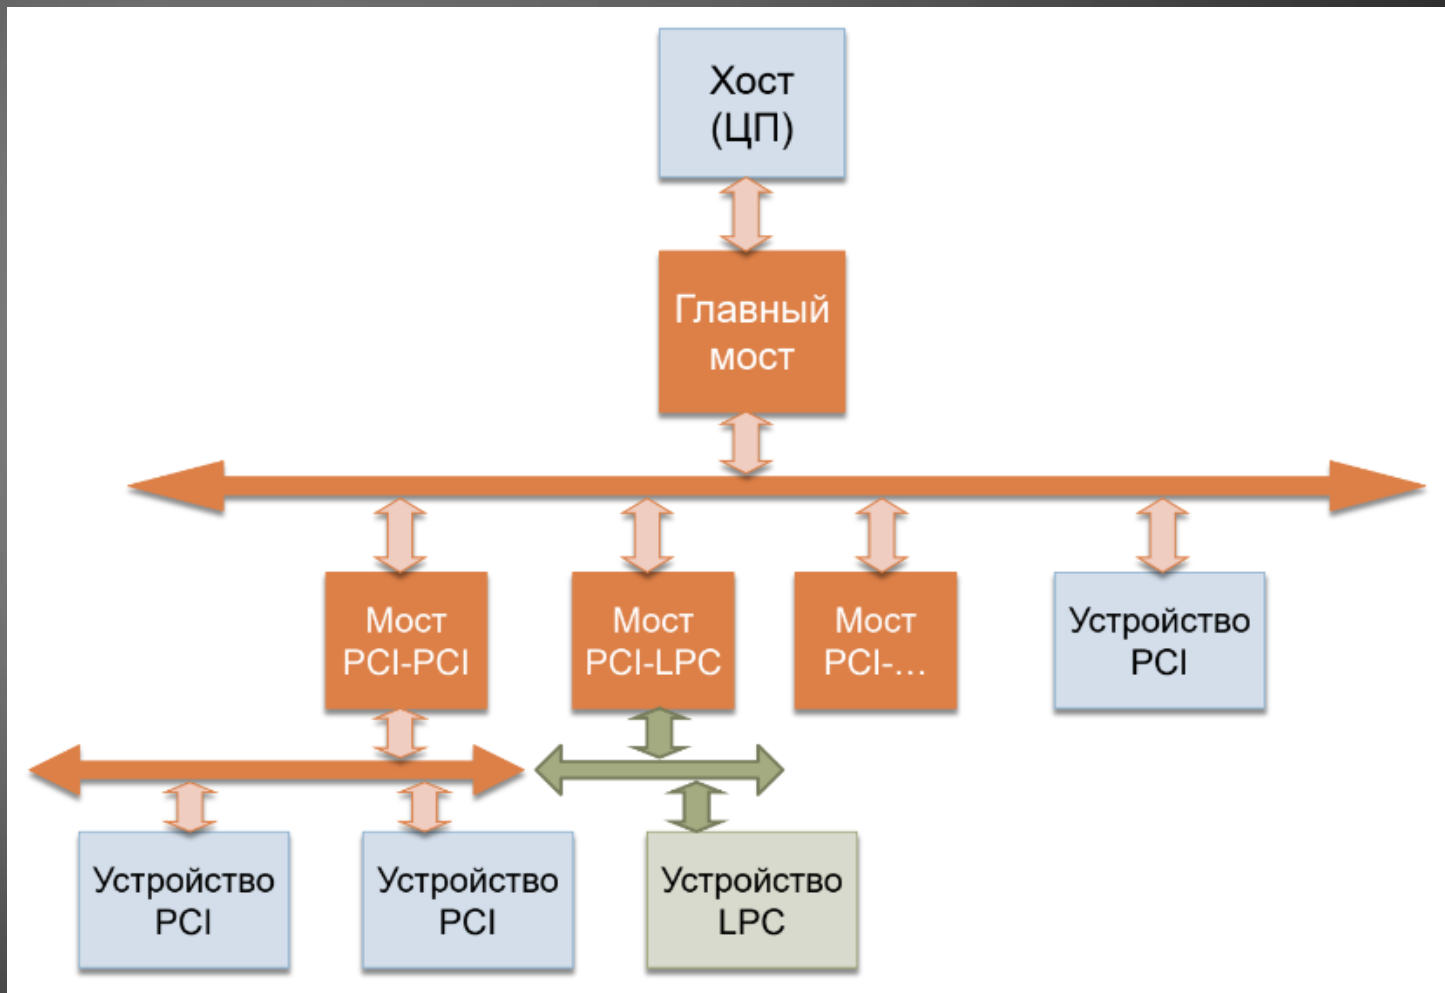 Хост
(ЦП)
Главный
мост
Мост
PCI-PCI
Мост
PCI-LPC
Мост
PCI-...
Устройство
PCI
Устройство
PCI
Устройство
PCI
Устройство
LPC